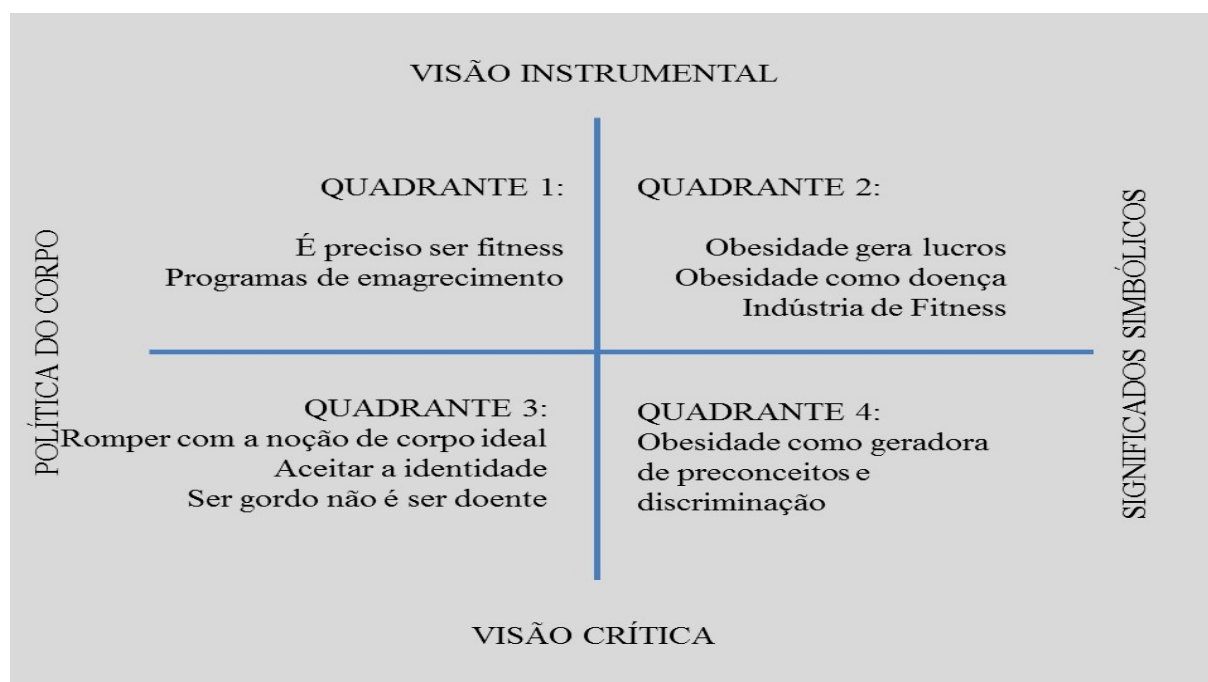 VISÃO INSTRUMENTAL
QUADRANTE 1:
É preciso ser fitness
Programas de emagrecimento
QUADRANTE 2:
Obesidade gera lucros
Obesidade como doença
Indústria de Fitness
POLÍTICA DO CORPO
SIGNIFICADOS SIMBÓLICOS
QUADRANTE 3:
Romper com a noção de corpo ideal
Aceitar a identidade
Ser gordo não é ser doente
QUADRANTE 4:
Obesidade como geradora
de preconceitos e
discriminação
VISÃO CRÍTICA